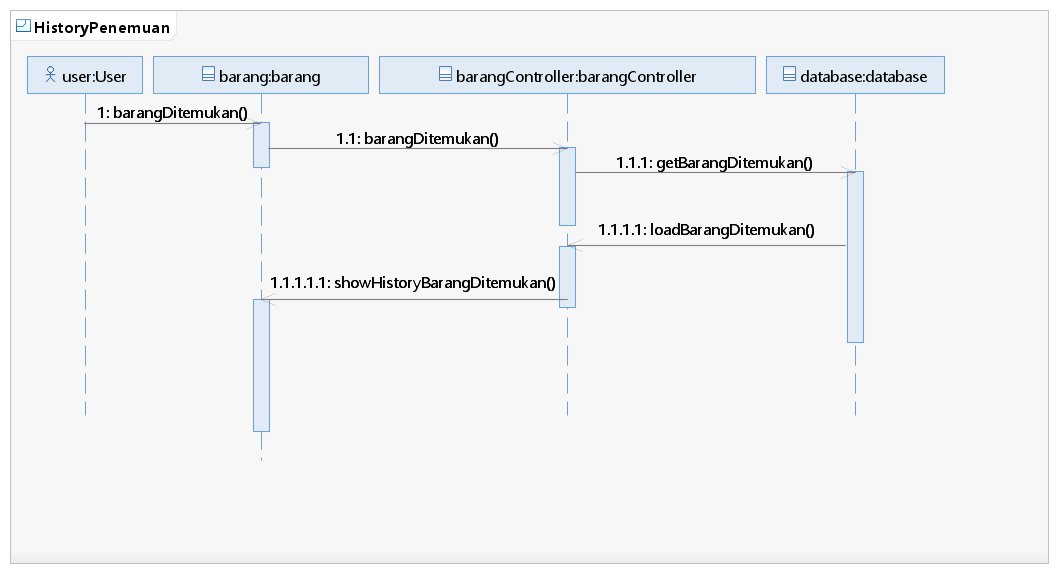 HistoryPenemuan
user:User
barang:barang
barangController:barangController
database:database
1: barangDitemukan()
1.1: barangDitemukan()
1.1.1: getBarangDitemukan()
1.1.1.1: loadBarangDitemukan()
1.1.1.1.1: showHistoryBarangDitemukan()